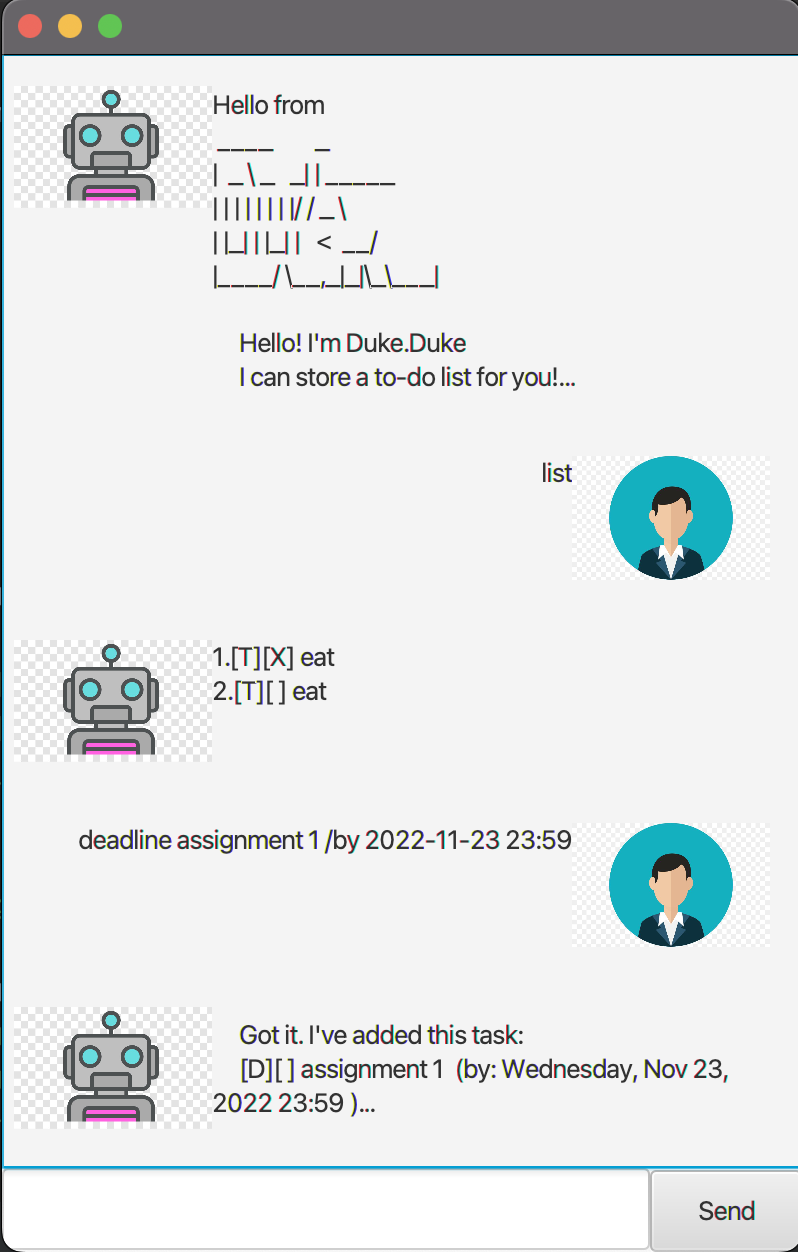 Hello from
 ____        _
|  _ \ _   _| | _____
| | | | | | | |/ / _ \
| |_| | |_| |   <  __/
|____/ \__,_|_|\_\___|
Hello! I'm Duke.Duke
I can store a to-do list for you!...
list
1.[T][X] eat
2.[T][ ] eat
deadline assignment 1 /by 2022-11-23 23:59
Got it. I've added this task:
[D][ ] assignment 1  (by: Wednesday, Nov 23,
2022 23:59 )...
Send